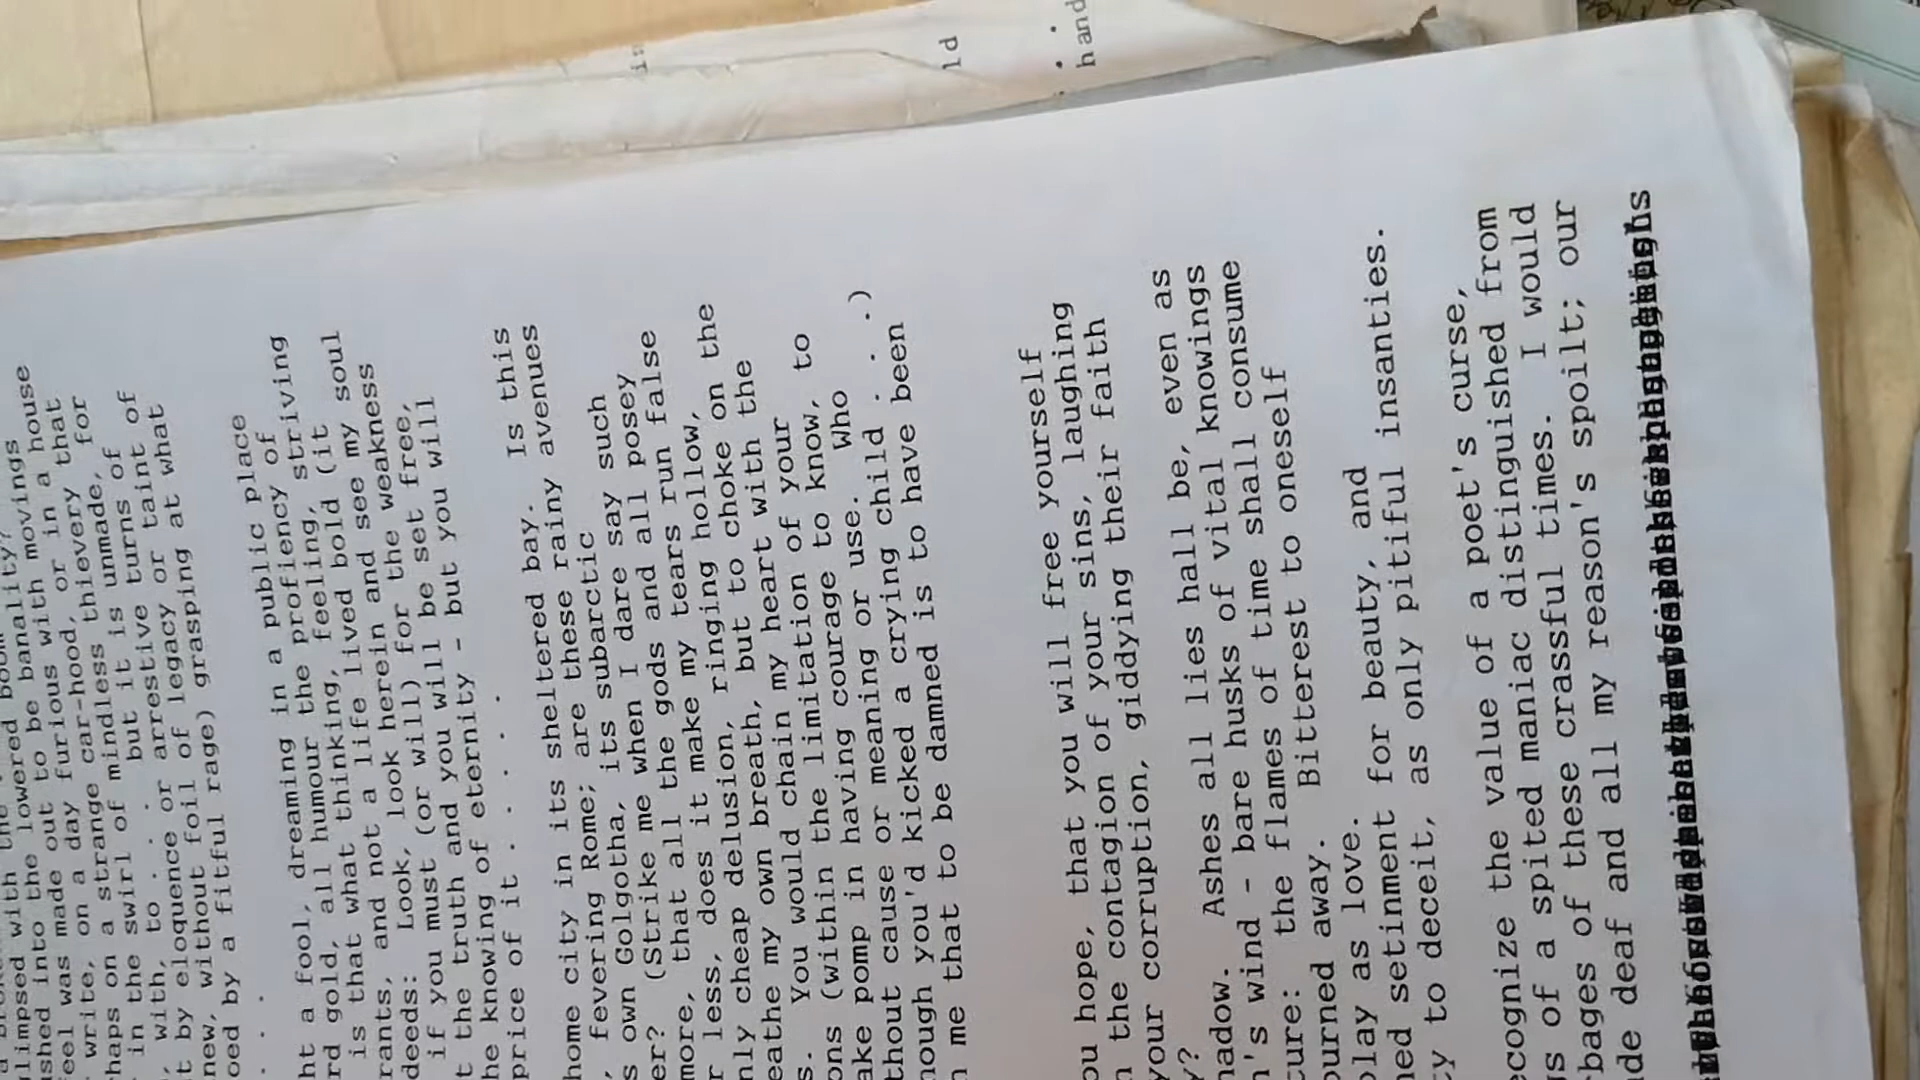 glimpsed with the lowered
ushed into the lowered banality?
eel was made out to be with movings
write, on a day furious or in a house
haps on a strange car-hood, thievery that
in the swirl of mindless unmade, for
, with, to . . . but it is turns of
t by eloquence or arrestive or taint of
new, without foil of legacy at what
oed by a fitful rage) grasping
. . .
ht a fool, dreaming in a public place
rd gold, all humour the proficiency of
is that what thinking, feeling, striving
rants, and not a life lived bold (it
deeds: Look, look herein and see my soul
if you must (or will) for the weakness
t the truth and you will be set free,
he knowing of eternity - but you will
price of it . . . . .
home city in its sheltered bay. Is this
, fevering Rome; are these rainy avenues
s own Golgotha, its subarctic
er? (Strike me when I dare say such
more, that all the gods and all posey
r less, does it make my tears run false
nly cheap delusion, ringing hollow,
eathe my own breath, but to choke on the
s. You would chain my heart with the
ons (within the limitation of your
ake pomp in having courage to know, to
thout cause or meaning or use. Who
hough you'd kicked a crying child . . .)
n me that to be damned is to have been
ou hope, that you will free yourself
n the contagion of your sins, laughing
your corruption, giddying their faith
y?
hadow. Ashes all lies hall be, even as
n's wind - bare husks of vital knowings
ture: the flames of time shall consume
ourned away. Bitterest to oneself
play as love.
ned setinment for beauty, and
ty to deceit, as only pitiful insanties.
ecognize the value of a poet's curse,
s of a spited maniac distinguished from
rbages of these crassful times. I would
de deaf and all my reason's spoilt; our
ld
hand